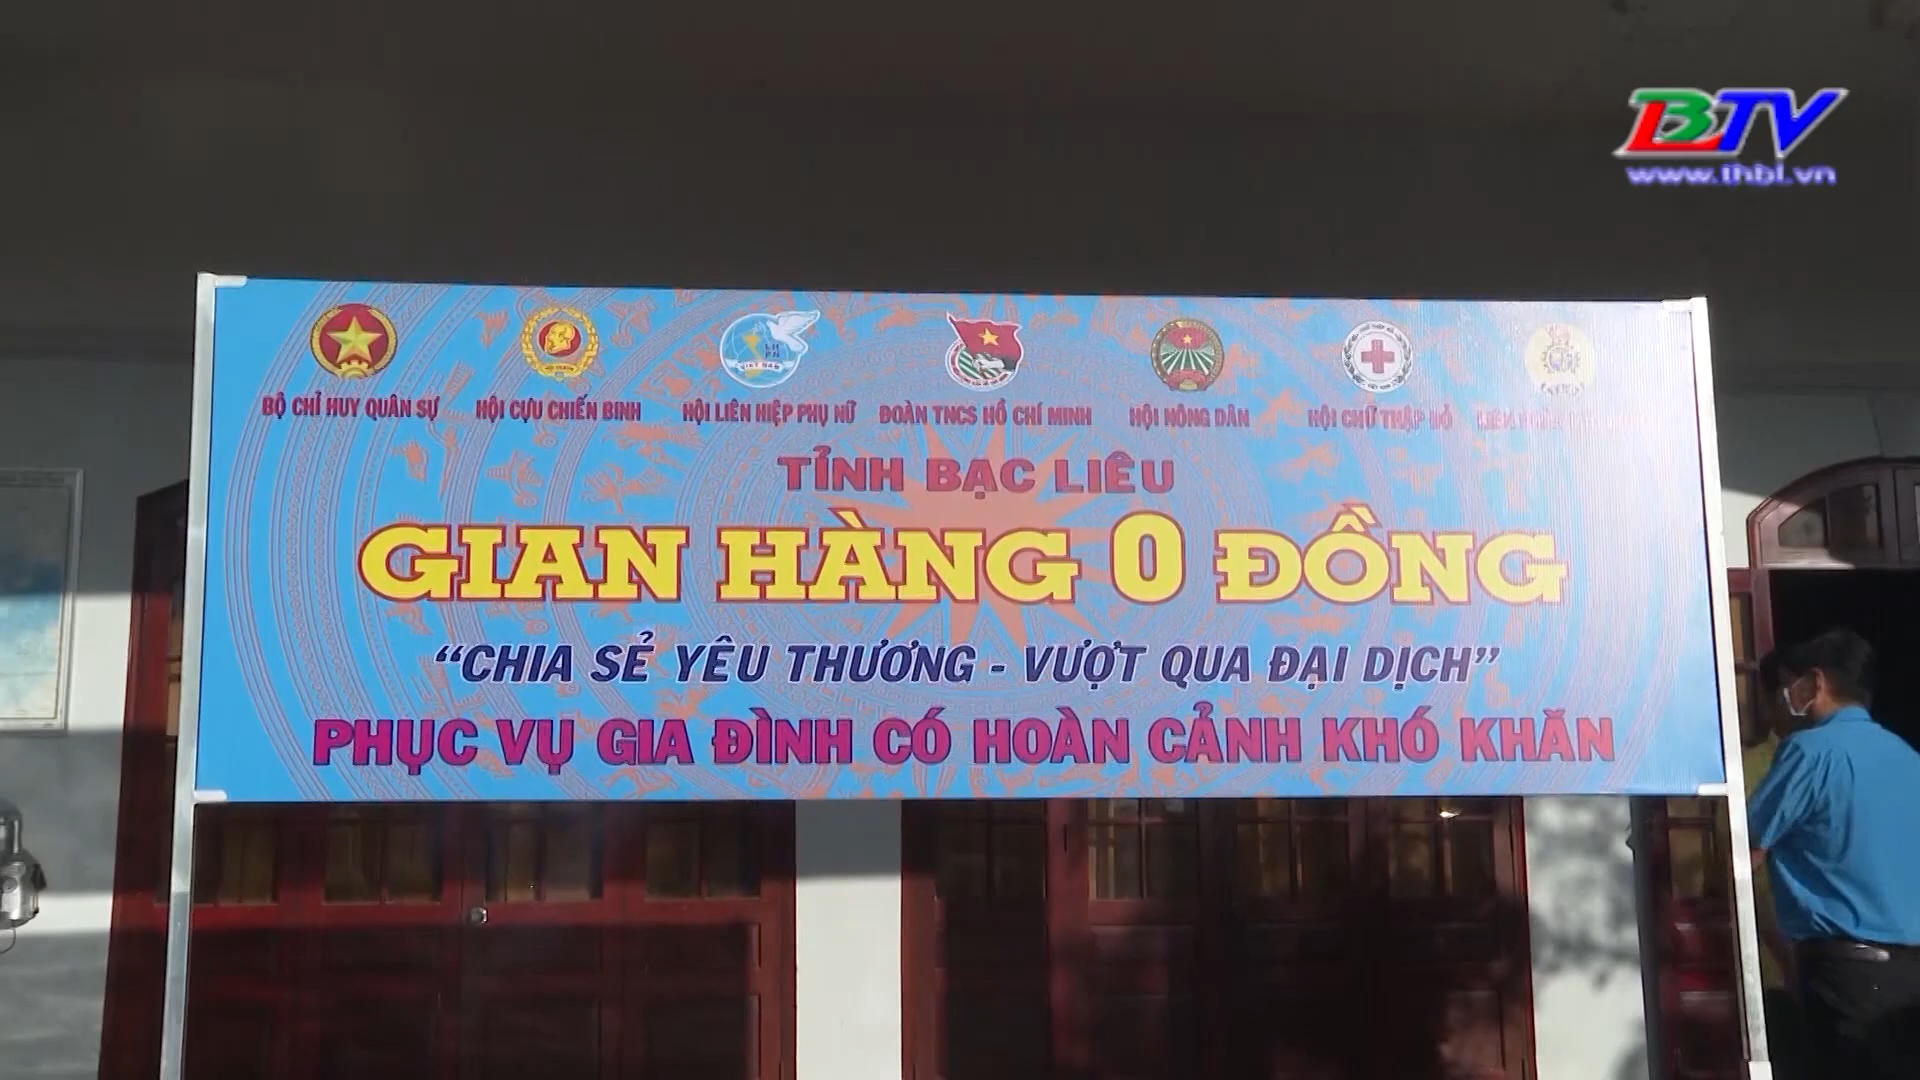 BTV
www.thbl.vn
BỘ CHỈ HUY QUÂN SỰ HỘI CỰU CHIẾN BINH HỘI LIÊN HIỆP PHỤ NỮ ĐOÀN TNCS HỒ CHÍ MINH HỘI NÔNG DÂN HỘI CHỮ THẬP ĐỎ
TỈNH BẠC LIÊU
GIAN HÀNG 0 ĐỒNG
“CHIA SẺ YÊU THƯƠNG - VƯỢT QUA ĐẠI DỊCH”
PHỤC VỤ GIA ĐÌNH CÓ HOÀN CẢNH KHÓ KHĂN